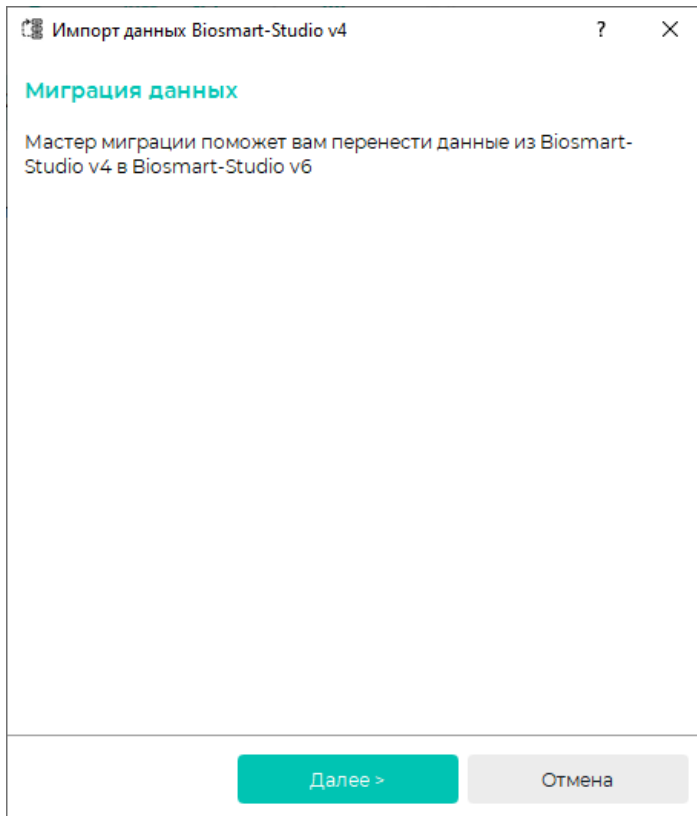 Импорт данных Biosmart-Studio v4
?
Миграция данных
Мастер миграции поможет вам перенести данные из Biosmart-
Studio v4 в Biosmart-Studio v6
Далее >
Отмена